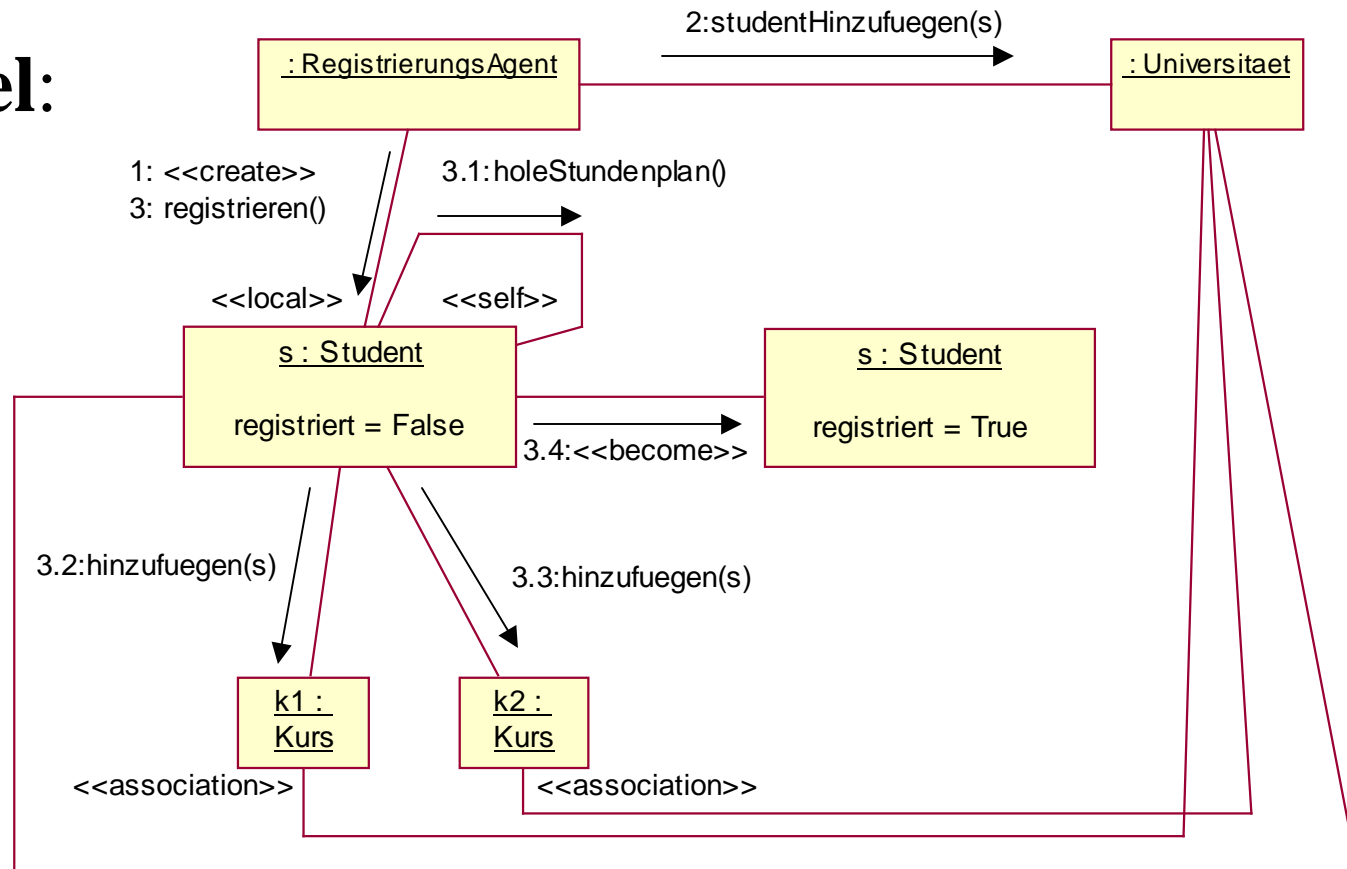 el:
2:studentHinzufuegen(s)
: RegistrierungsAgent
: Universitaet
1: <<create>>
3: registrieren()
3.1:holeStundenplan()
<<local>>
<<self>>
s : Student
registriert = False
s : Student
registriert = True
3.4:<<become>>
3.2:hinzufuegen(s)
3.3:hinzufuegen(s)
k1 :
Kurs
k2 :
Kurs
<<association>>
<<association>>